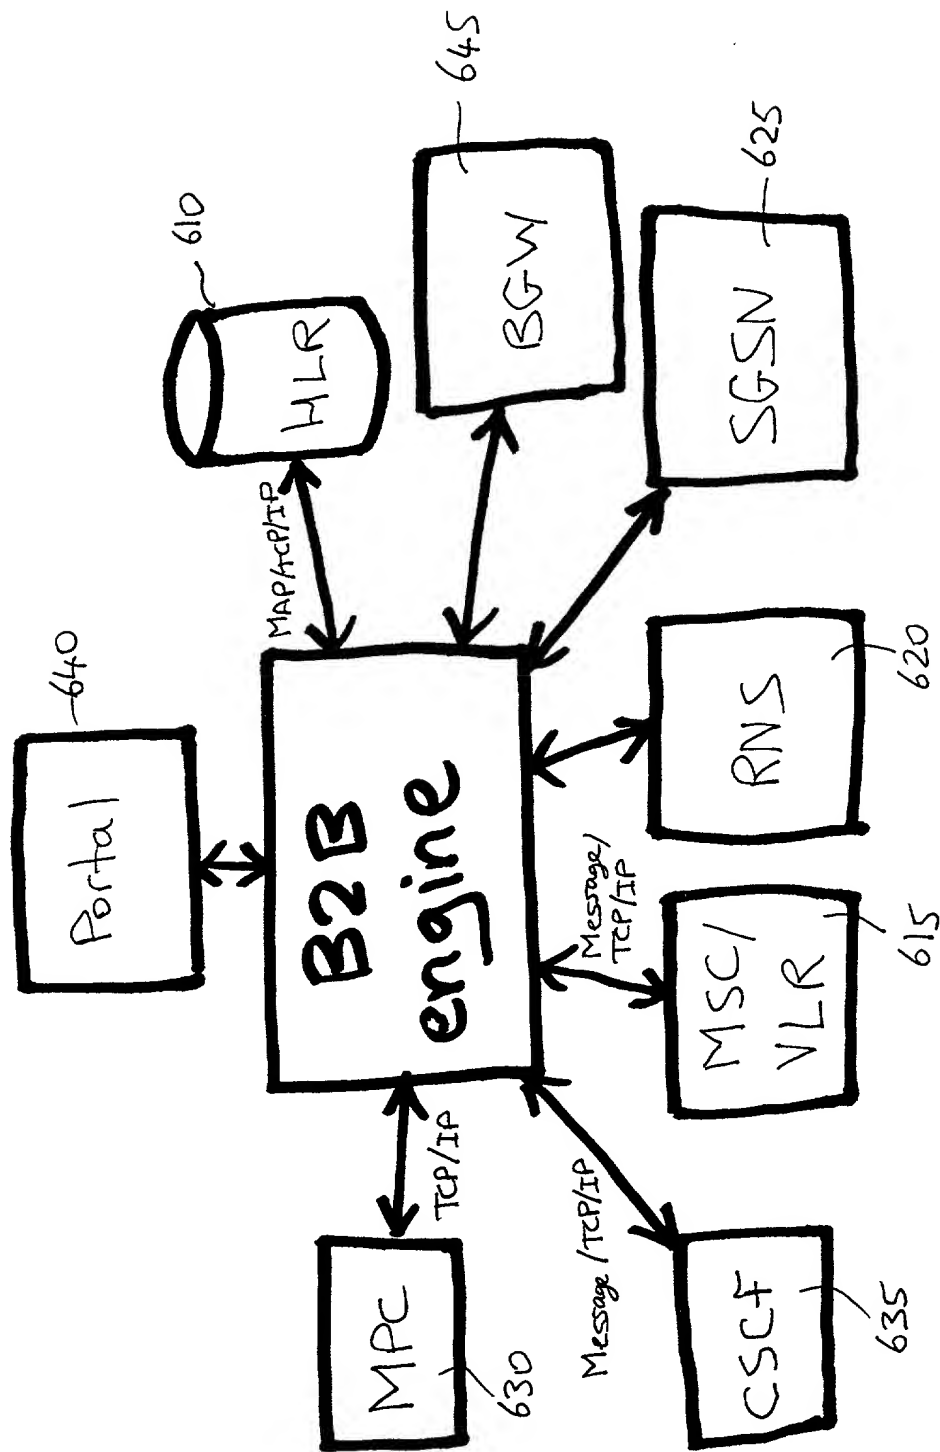 Portal
640
MAP/TCP/IP
HLR
610
B2B
engine
BGW
645
MPC
630
TCP/IP
Message/TCP/IP
CSCF
635
Message/
TCP/IP
MSC/
VLR
615
RNS
620
SGSN
625